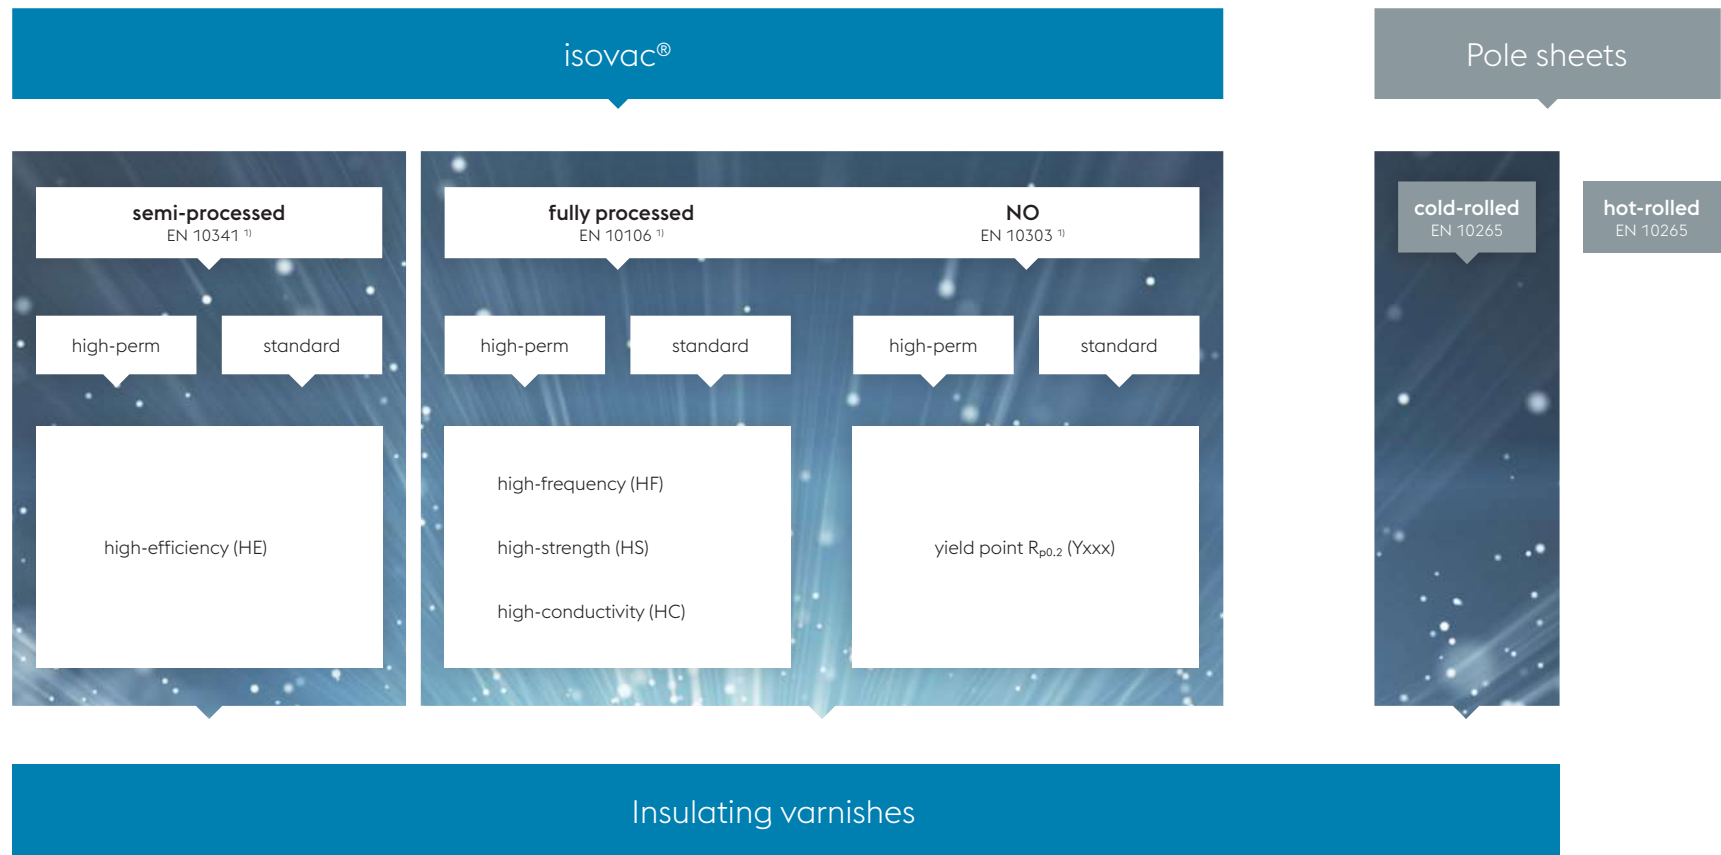 isovac®
Pole sheets
semi-processed
EN 10341 ¹⁾
fully processed
EN 10106 ¹⁾
NO
EN 10303 ¹⁾
cold-rolled
EN 10265
hot-rolled
EN 10265
high-perm
standard
high-perm
standard
high-perm
standard
high-efficiency (HE)
high-frequency (HF)
high-strength (HS)
high-conductivity (HC)
yield point Rp0.2 (Yxxx)
Insulating varnishes